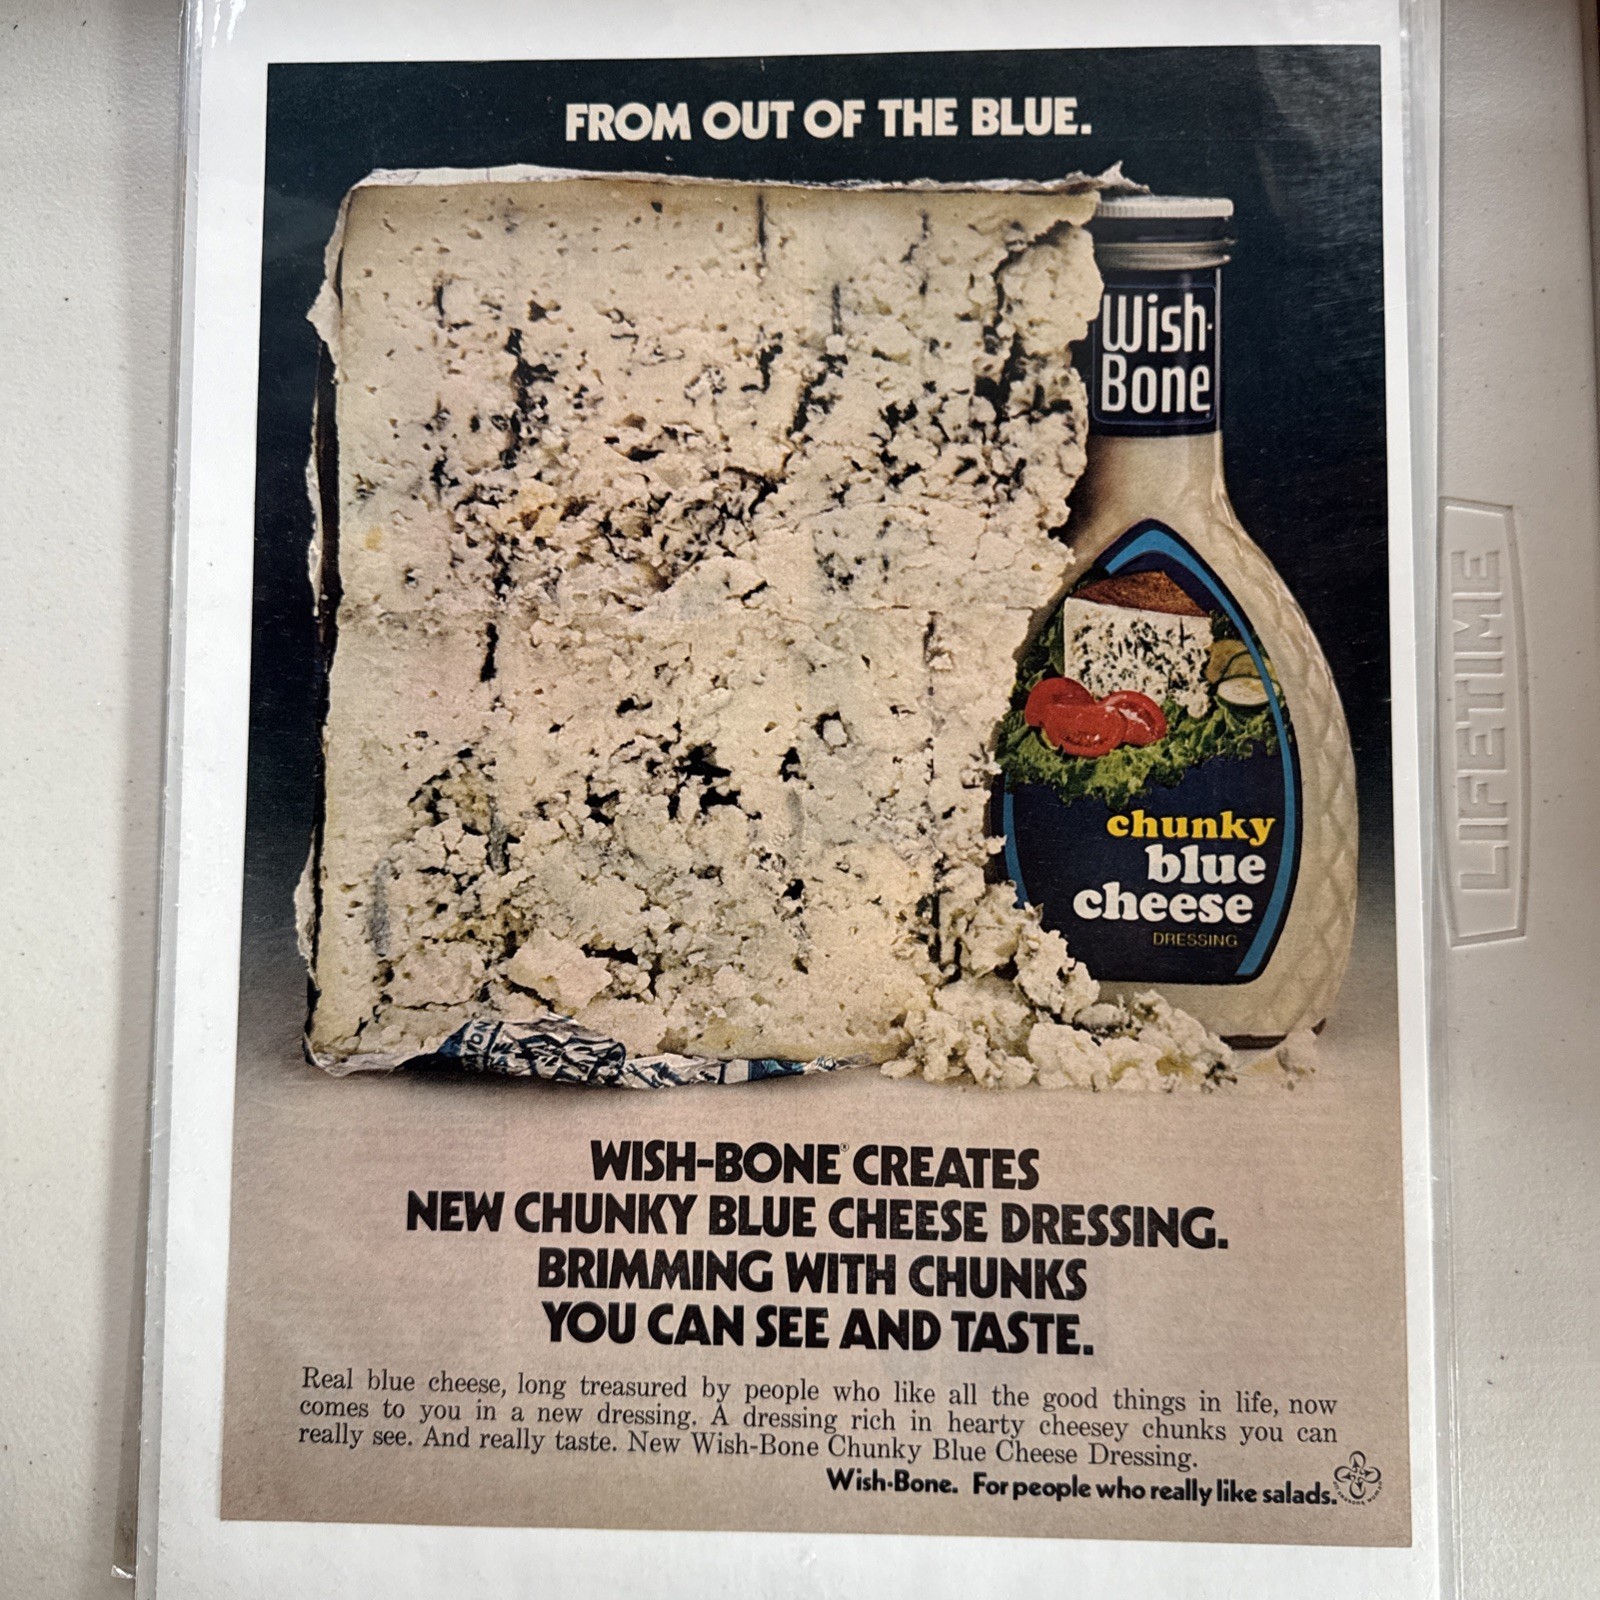 FROM OUT OF THE BLUE.
Wish-
Bone
chunky
blue
cheese
DRESSING
LIFETIME
WISH-BONE® CREATES
NEW CHUNKY BLUE CHEESE DRESSING.
BRIMMING WITH CHUNKS
YOU CAN SEE AND TASTE.
Real blue cheese, long treasured by people who like all the good things in life, now
comes to you in a new dressing. A dressing rich in hearty cheesey chunks you can
really see. And really taste. New Wish-Bone Chunky Blue Cheese Dressing.
Wish-Bone. For people who really like salads.